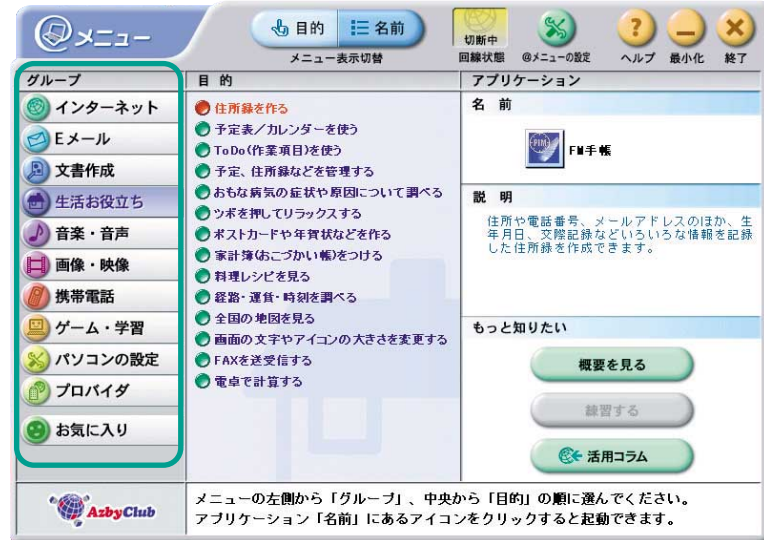 @メニュー
目的
名前
メニュー表示切替
切断中
回線状態
@メニューの設定
ヘルプ
最小化
終了
グループ
インターネット
Eメール
文書作成
生活お役立ち
音楽・音声
画像・映像
携帯電話
ゲーム・学習
パソコンの設定
プロバイダ
お気に入り
目的
住所録を作る
予定表/カレンダーを使う
ToDo(作業項目)を使う
予定、住所録などを管理する
おもな病気の症状や原因について調べる
ツボを押してリラックスする
ポストカードや年賀状などを作る
家計簿(おこづかい帳)をつける
料理レシピを見る
経路・運賃・時刻を調べる
全国の地図を見る
画面の文字やアイコンの大きさを変更する
FAXを送受信する
電卓で計算する
アプリケーション
名前
PIM
FM手帳
説明
住所や電話番号、メールアドレスのほか、生
年月日、交際記録などいろいろな情報を記録
した住所録を作成できます。
もっと知りたい
概要を見る
練習する
活用コラム
AzbyClub
メニューの左側から「グループ」、中央から「目的」の順に選んでください。
アプリケーション「名前」にあるアイコンをクリックすると起動できます。